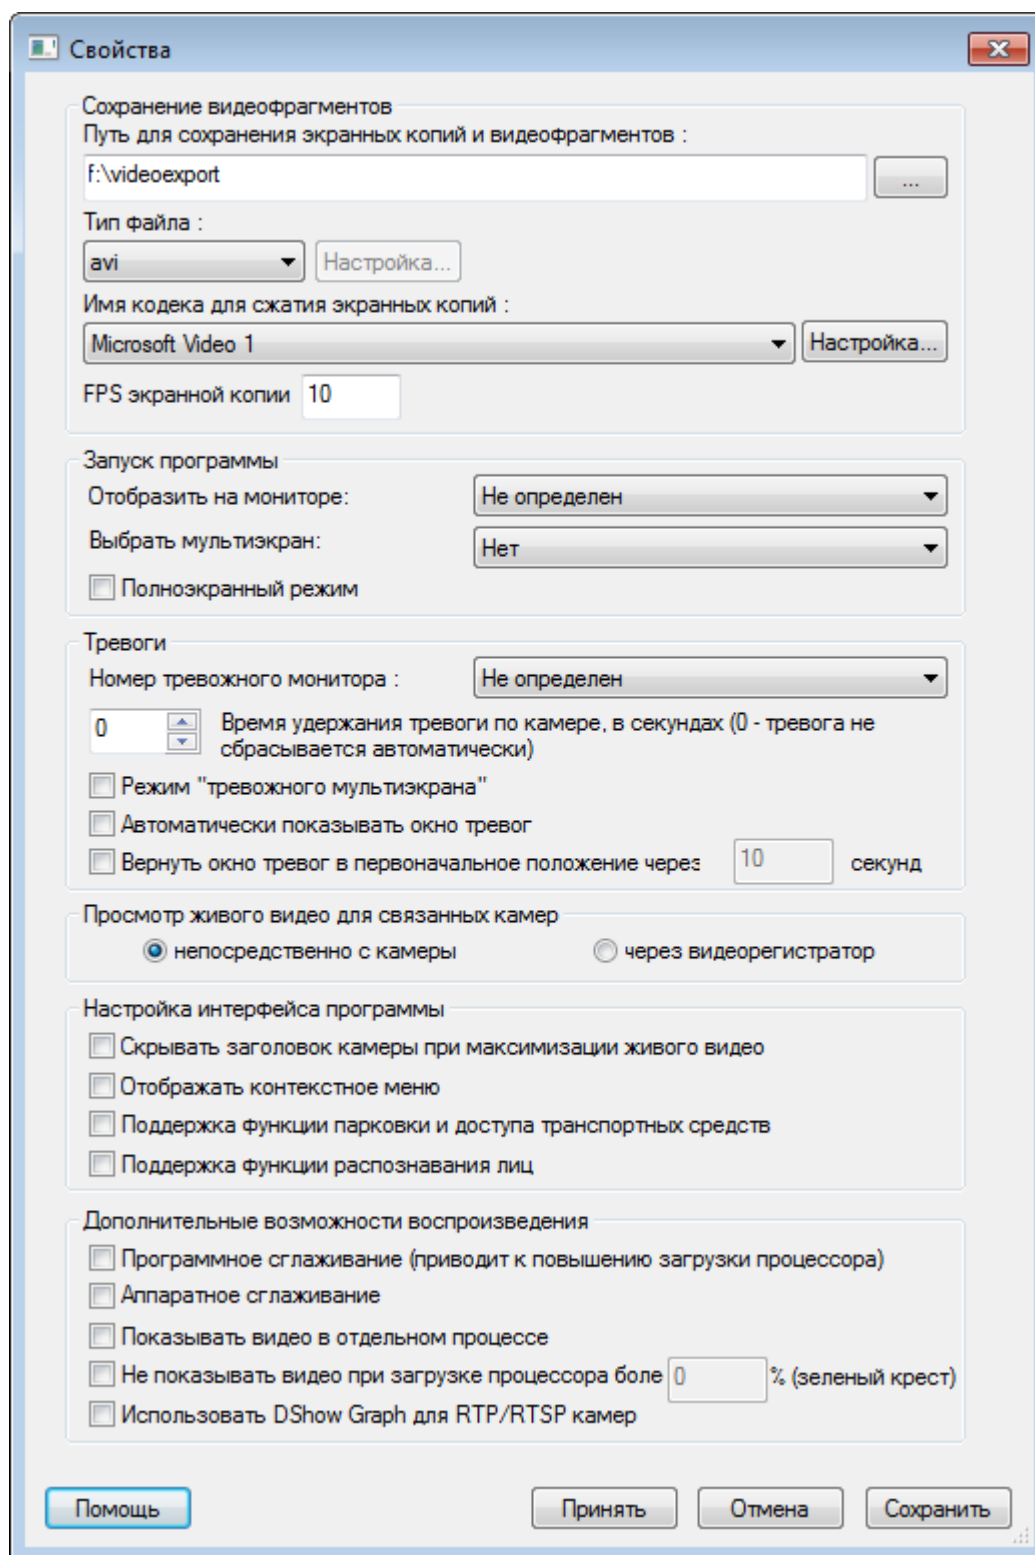 Свойства
Сохранение видеофрагментов
Путь для сохранения экранных копий и видеофрагментов :
f:\videoexport
...
Тип файла :
avi
Настройка...
Имя кодека для сжатия экранных копий :
Microsoft Video 1
Настройка...
FPS экранной копии 10
Запуск программы
Отобразить на мониторе: Не определен
Выбрать мультиэкран: Нет
Полноэкранный режим
Тревоги
Номер тревожного монитора : Не определен
0 Время удержания тревоги по камере, в секундах (0 - тревога не
сбрасывается автоматически)
Режим "тревожного мультиэкрана"
Автоматически показывать окно тревог
Вернуть окно тревог в первоначальное положение через 10 секунд
Просмотр живого видео для связанных камер
непосредственно с камеры через видеорегистратор
Настройка интерфейса программы
Скрывать заголовок камеры при максимизации живого видео
Отображать контекстное меню
Поддержка функции парковки и доступа транспортных средств
Поддержка функции распознавания лиц
Дополнительные возможности воспроизведения
Программное сглаживание (приводит к повышению загрузки процессора)
Аппаратное сглаживание
Показывать видео в отдельном процессе
Не показывать видео при загрузке процессора боле 0 % (зеленый крест)
Использовать DShow Graph для RTP/RTSP камер
Помощь Принять Отмена Сохранить